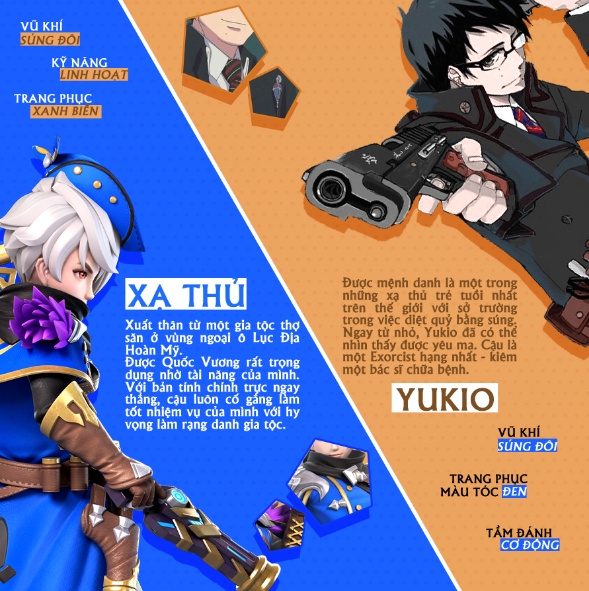 VŨ KHÍ
SÚNG ĐÔI
KỸ NĂNG
LINH HOẠT
TRANG PHỤC
XANH BIỂN
XẠ THỦ
Xuất thân từ một gia tộc thợ
săn ở vùng ngoại ô Lục Địa
Hoàn Mỹ.
Được Quốc Vương rất trọng
dụng nhờ tài năng của mình.
Với bản tính chính trực ngay
thẳng, cậu luôn cố gắng làm
tốt nhiệm vụ của mình với hy
vọng làm rạng danh gia tộc.
Được mệnh danh là một trong
những xạ thủ trẻ tuổi nhất
trên thế giới với sở trường
trong việc diệt quỷ bằng súng.
Ngay từ nhỏ, Yukio đã có thể
nhìn thấy được yêu ma. Cậu là
một Exorcist hạng nhất - kiêm
một bác sĩ chữa bệnh.
YUKIO
VŨ KHÍ
SÚNG ĐÔI
TRANG PHỤC
MÀU TÓC ĐEN
TẦM ĐÁNH
CƠ ĐỘNG